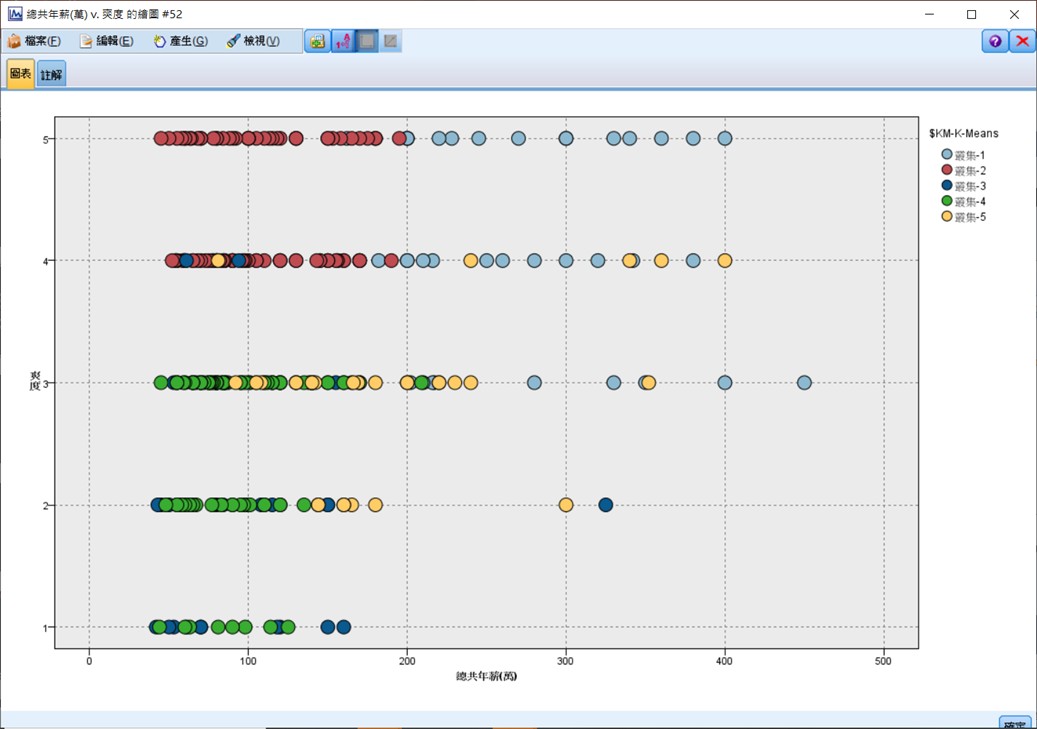 總共年薪(萬) v. 爽度 的繪圖 #52
檔案(F) 編輯(E) 產生(G) 檢視(V)
圖表 註解
$KM-K-Means
叢集-1
叢集-2
叢集-3
叢集-4
叢集-5
5
4
爽度
3
2
1
0 100 200 300 400 500
總共年薪(萬)
確定